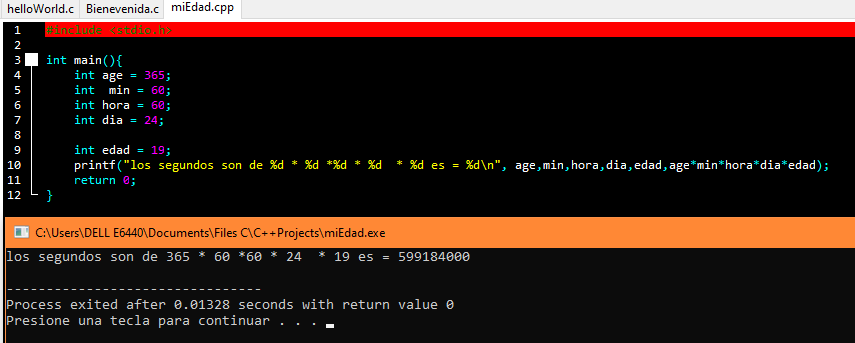 helloWorld.c Bienevenida.c miEdad.cpp
1 #include <stdio.h>
2
3 int main(){
4 int age = 365;
5 int  min = 60;
6 int hora = 60;
7 int dia = 24;
8
9 int edad = 19;
10 printf("los segundos son de %d * %d *%d * %d  * %d es = %d\n", age,min,hora,dia,edad,age*min*hora*dia*edad);
11 return 0;
12 }
C:\Users\DELL E6440\Documents\Files C\C++Projects\miEdad.exe
los segundos son de 365 * 60 *60 * 24  * 19 es = 599184000
--------------------------------
Process exited after 0.01328 seconds with return value 0
Presione una tecla para continuar . . .